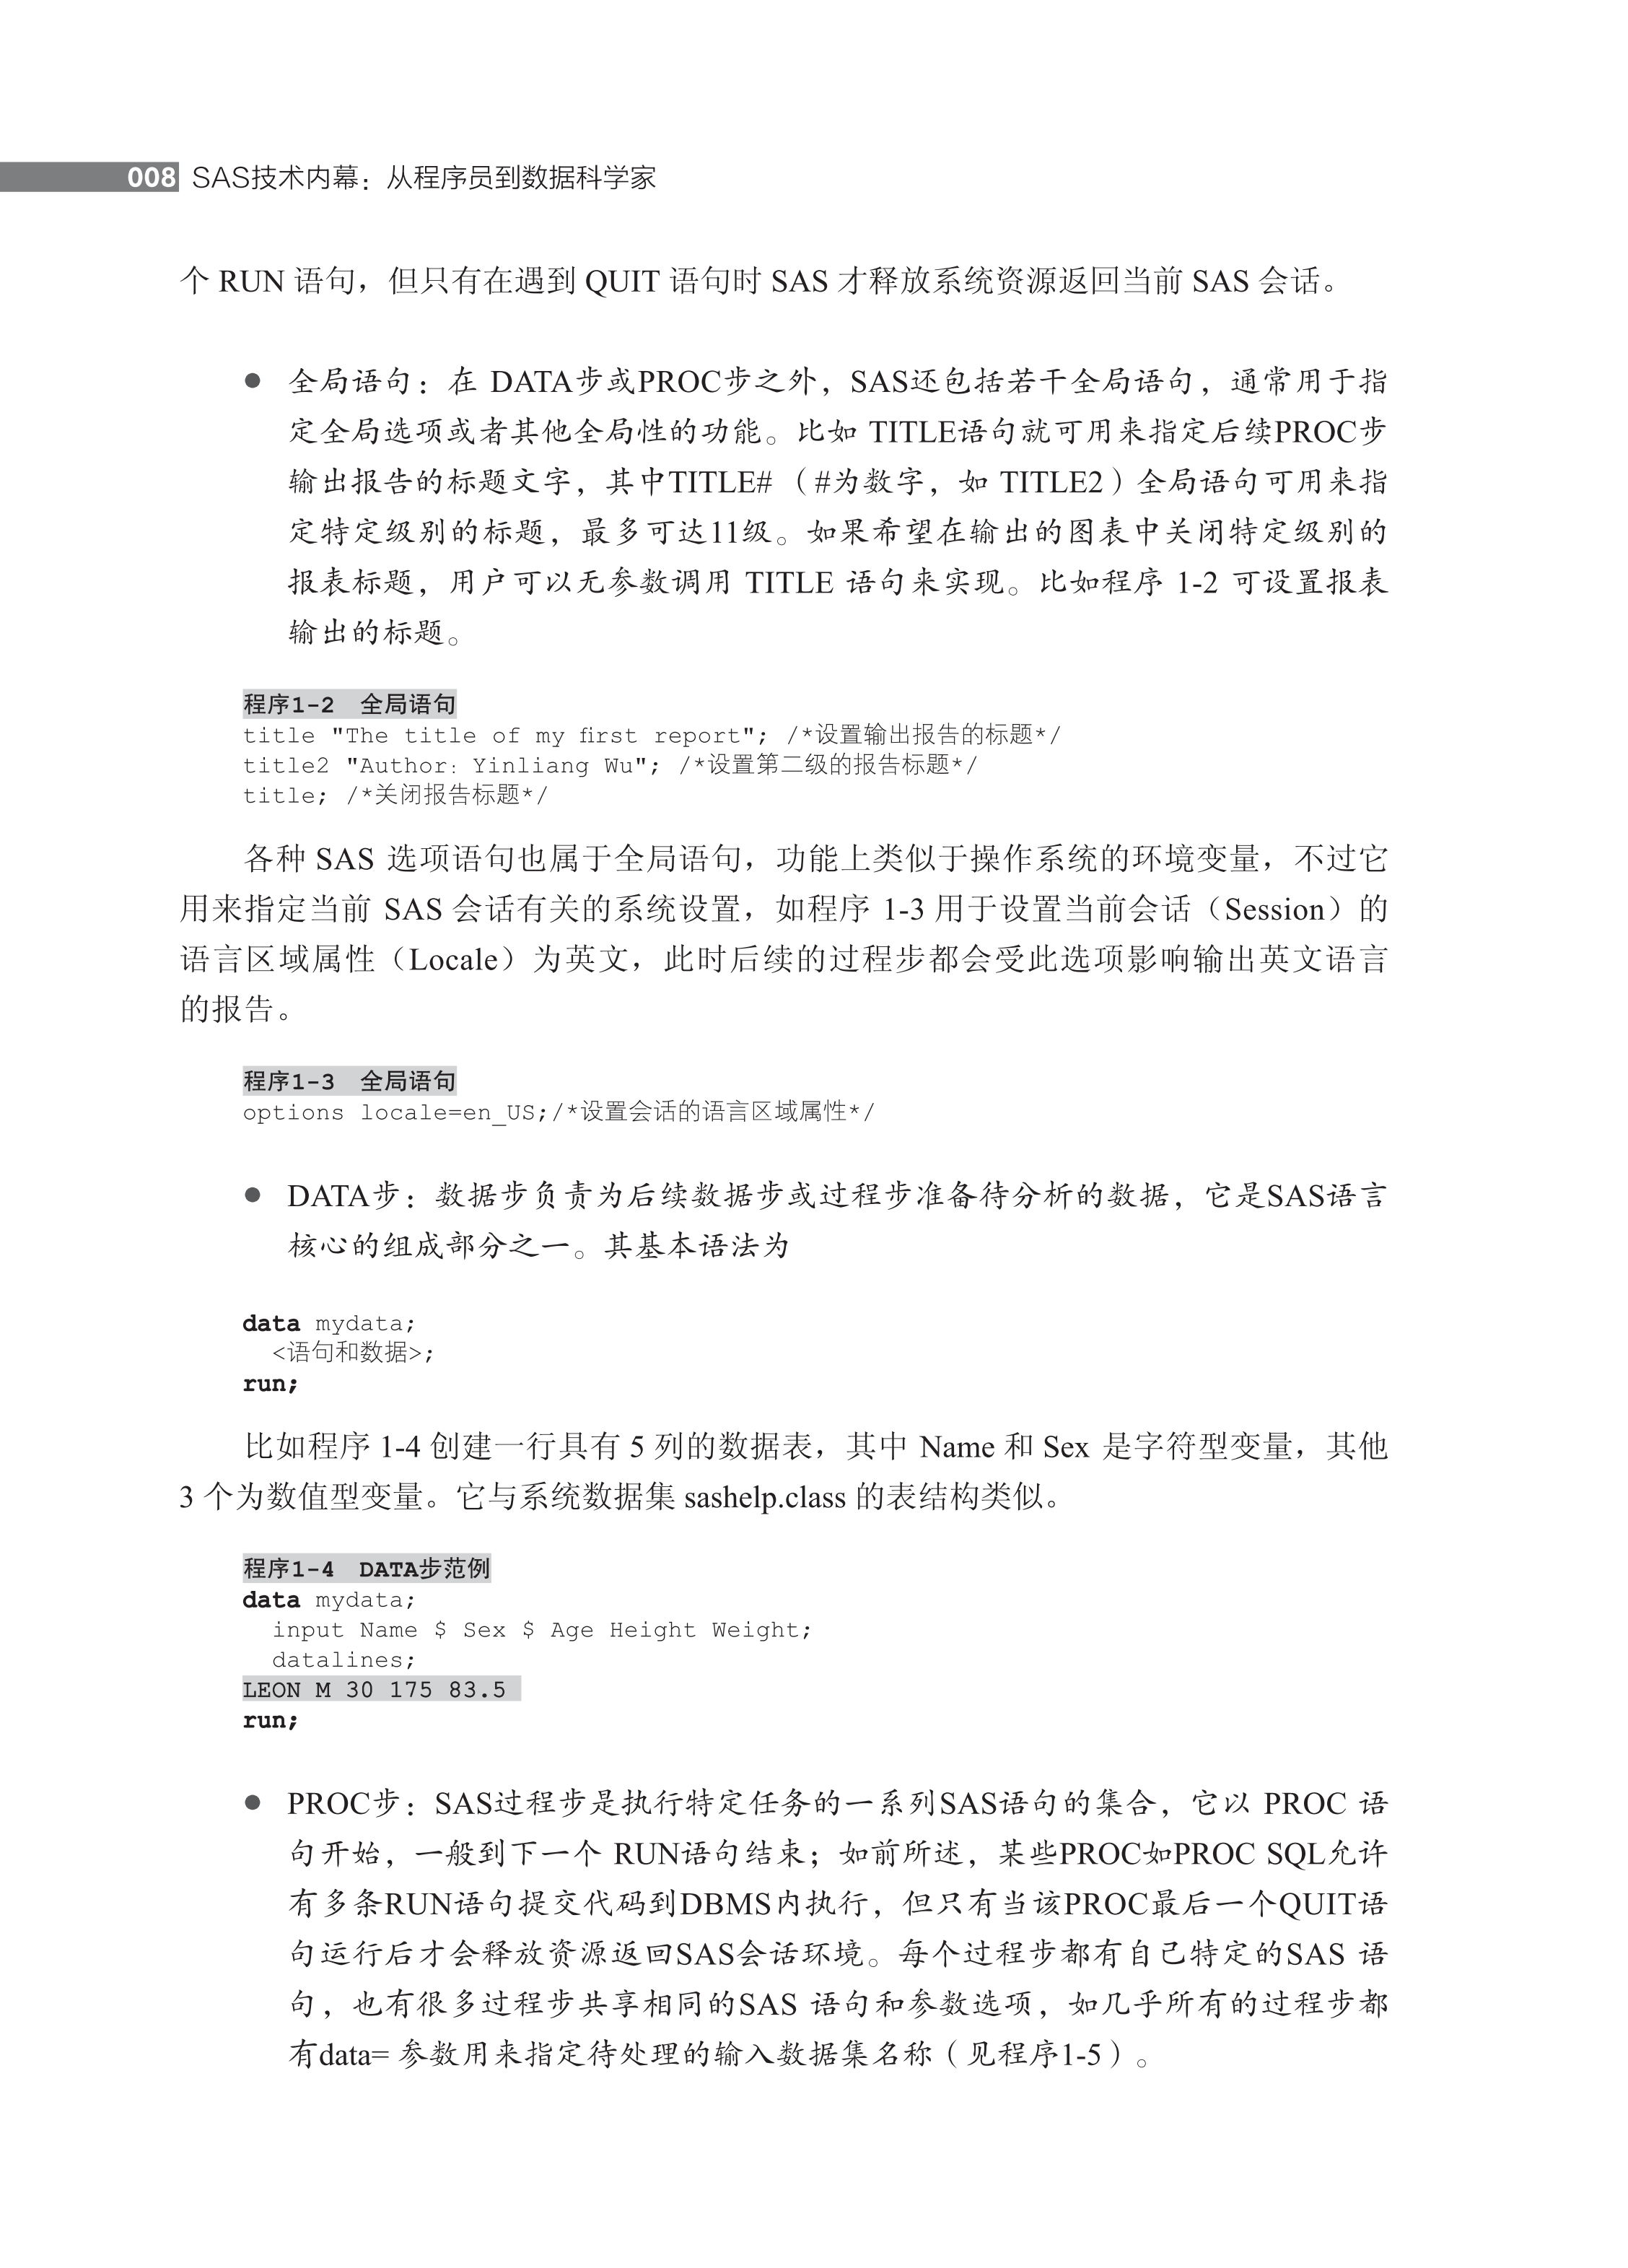 008 SAS技术内幕：从程序员到数据科学家
个 RUN 语句，但只有在遇到 QUIT 语句时 SAS 才释放系统资源返回当前 SAS 会话。
● 全局语句：在 DATA步或PROC步之外，SAS还包括若干全局语句，通常用于指
定全局选项或者其他全局性的功能。比如 TITLE语句就可用来指定后续PROC步
输出报告的标题文字，其中TITLE#（#为数字，如 TITLE2）全局语句可用来指
定特定级别的标题，最多可达11级。如果希望在输出的图表中关闭特定级别的
报表标题，用户可以无参数调用 TITLE 语句来实现。比如程序 1-2 可设置报表
输出的标题。
程序1-2 全局语句
title "The title of my first report"; /*设置输出报告的标题*/
title2 "Author：Yinliang Wu"; /*设置第二级的报告标题*/
title; /*关闭报告标题*/
各种 SAS 选项语句也属于全局语句，功能上类似于操作系统的环境变量，不过它
用来指定当前 SAS 会话有关的系统设置，如程序 1-3 用于设置当前会话（Session）的
语言区域属性（Locale）为英文，此时后续的过程步都会受此选项影响输出英文语言
的报告。
程序1-3 全局语句
options locale=en_US;/*设置会话的语言区域属性*/
● DATA步：数据步负责为后续数据步或过程步准备待分析的数据，它是SAS语言
核心的组成部分之一。其基本语法为
data mydata;
<语句和数据>;
run;
比如程序 1-4 创建一行具有 5 列的数据表，其中 Name 和 Sex 是字符型变量，其他
3 个为数值型变量。它与系统数据集 sashelp.class 的表结构类似。
程序1-4 DATA步范例
data mydata;
input Name $ Sex $ Age Height Weight;
datalines;
LEON M 30 175 83.5
run;
● PROC步：SAS过程步是执行特定任务的一系列SAS语句的集合，它以 PROC 语
句开始，一般到下一个 RUN语句结束；如前所述，某些PROC如PROC SQL允许
有多条RUN语句提交代码到DBMS内执行，但只有当该PROC最后一个QUIT语
句运行后才会释放资源返回SAS会话环境。每个过程步都有自己特定的SAS 语
句，也有很多过程步共享相同的SAS 语句和参数选项，如几乎所有的过程步都
有data= 参数用来指定待处理的输入数据集名称（见程序1-5）。